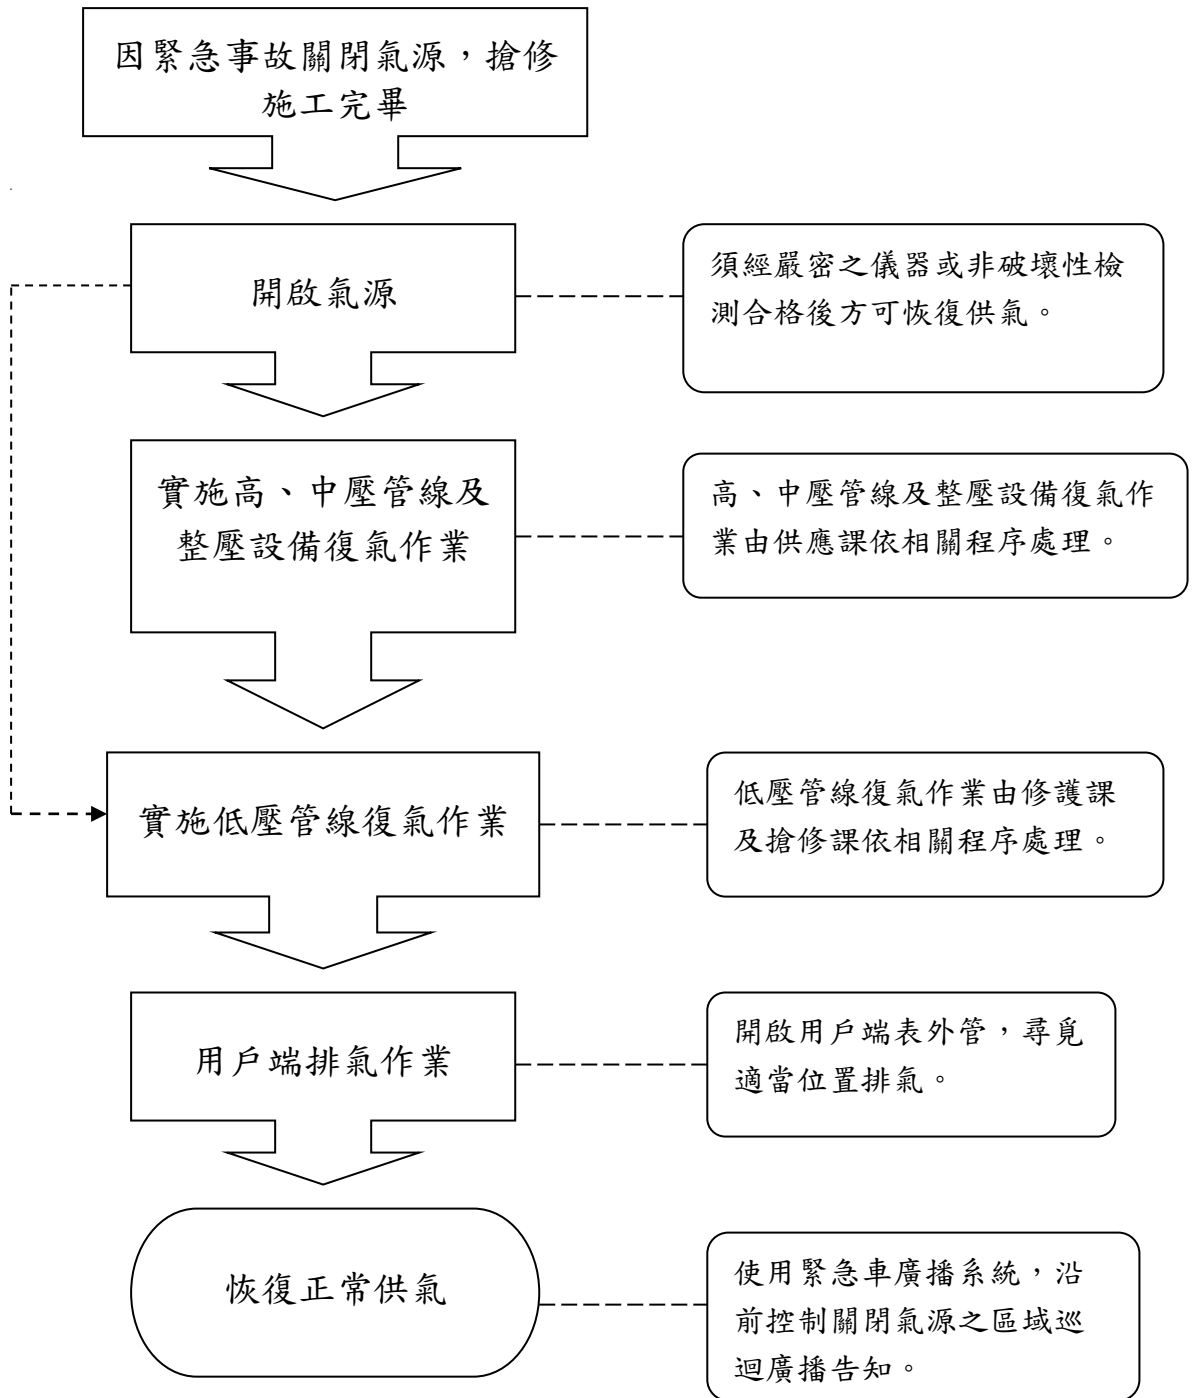 因緊急事故關閉氣源，搶修
施工完畢
開啟氣源
須經嚴密之儀器或非破壞性檢
測合格後方可恢復供氣。
實施高、中壓管線及
整壓設備復氣作業
高、中壓管線及整壓設備復氣作
業由供應課依相關程序處理。
實施低壓管線復氣作業
低壓管線復氣作業由修護課
及搶修課依相關程序處理。
用戶端排氣作業
開啟用戶端表外管，尋覓
適當位置排氣。
恢復正常供氣
使用緊急車廣播系統，沿
前控制關閉氣源之區域巡
迴廣播告知。